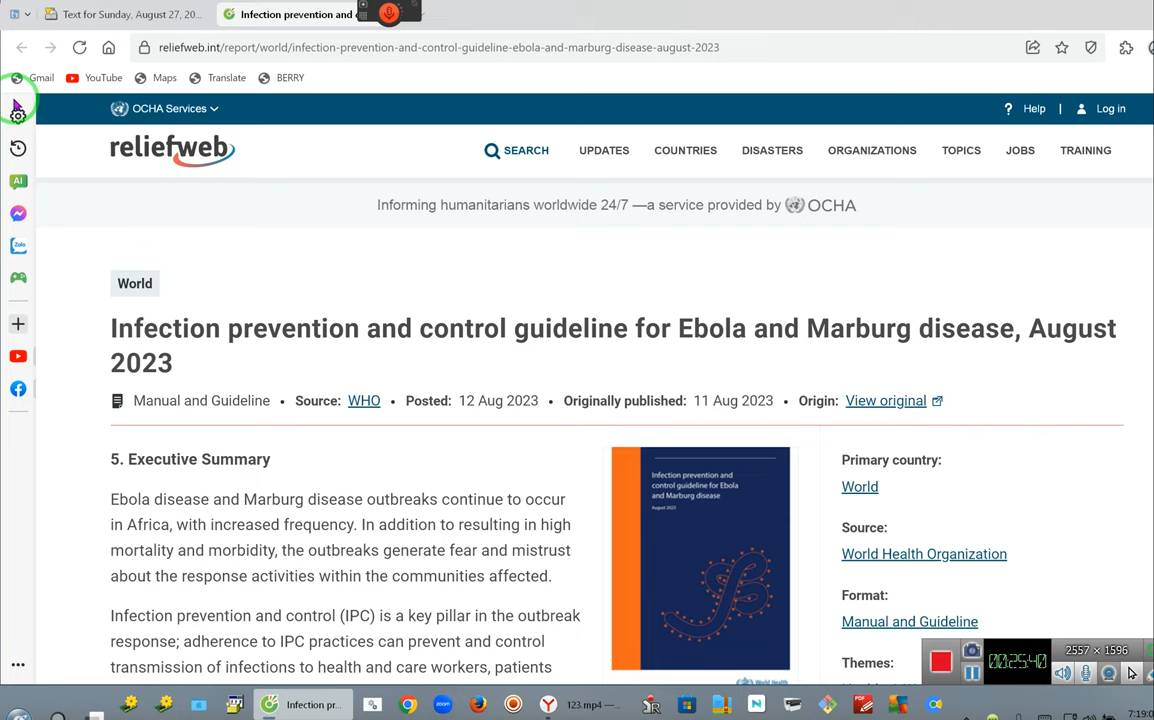 Text for Sunday, August 27, 20...
Infection prevention and
reliefweb.int/report/world/infection-prevention-and-control-guideline-ebola-and-marburg-disease-august-2023
Gmail YouTube Maps Translate BERRY
OCHA Services
? Help | Log in
AI
reliefweb
SEARCH UPDATES COUNTRIES DISASTERS ORGANIZATIONS TOPICS JOBS TRAINING
Informing humanitarians worldwide 24/7 —a service provided by OCHA
Zalo
World
Infection prevention and control guideline for Ebola and Marburg disease, August
2023
Manual and Guideline • Source: WHO • Posted: 12 Aug 2023 • Originally published: 11 Aug 2023 • Origin: View original
5. Executive Summary
Ebola disease and Marburg disease outbreaks continue to occur
in Africa, with increased frequency. In addition to resulting in high
mortality and morbidity, the outbreaks generate fear and mistrust
about the response activities within the communities affected.
Infection prevention and control (IPC) is a key pillar in the outbreak
response; adherence to IPC practices can prevent and control
transmission of infections to health and care workers, patients
Infection prevention and
control guideline for Ebola
and Marburg disease
August 2023
World Health
Primary country:
World
Source:
World Health Organization
Format:
Manual and Guideline
Themes:
00:25:40
2557 × 1596
Infection pr...
zoom
123.mp4 —...
PDF
7:19:0